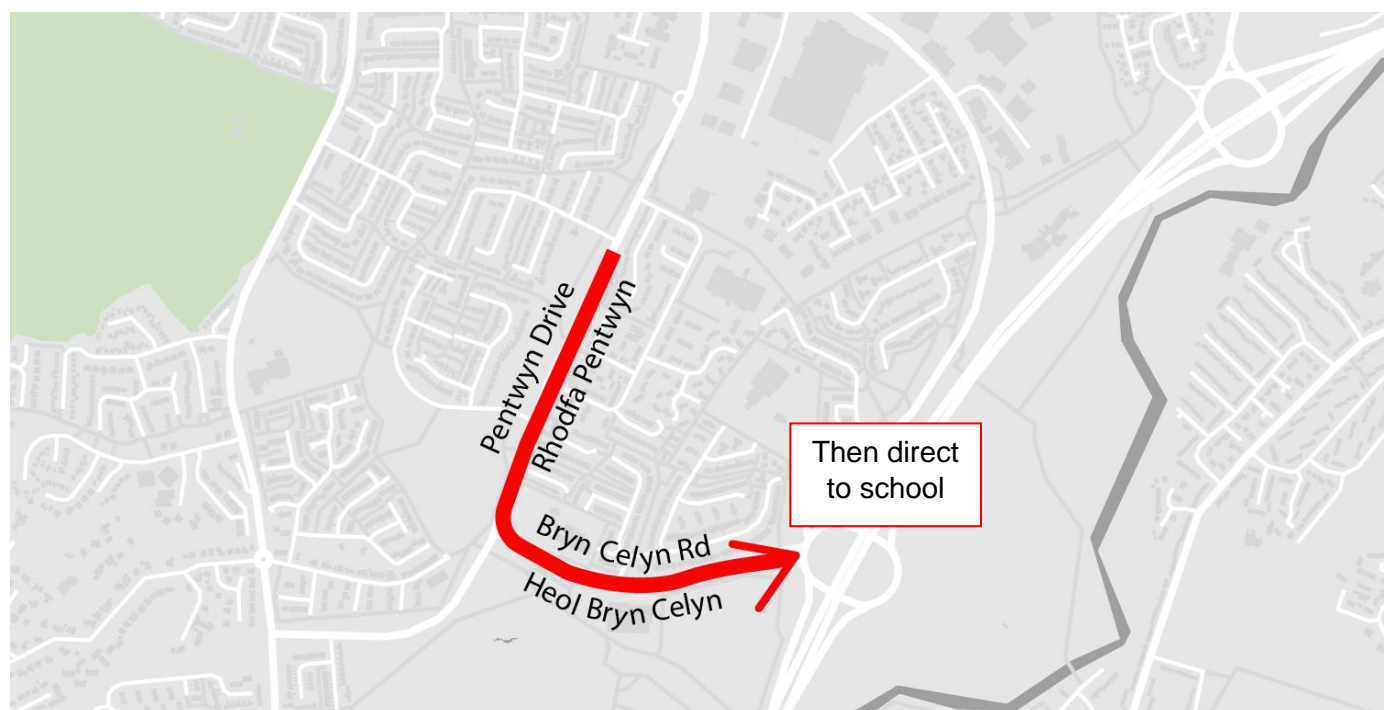 Pentwyn Drive
Rhodfa Pentwyn
Then direct
to school
Bryn Celyn Rd
Heol Bryn Celyn